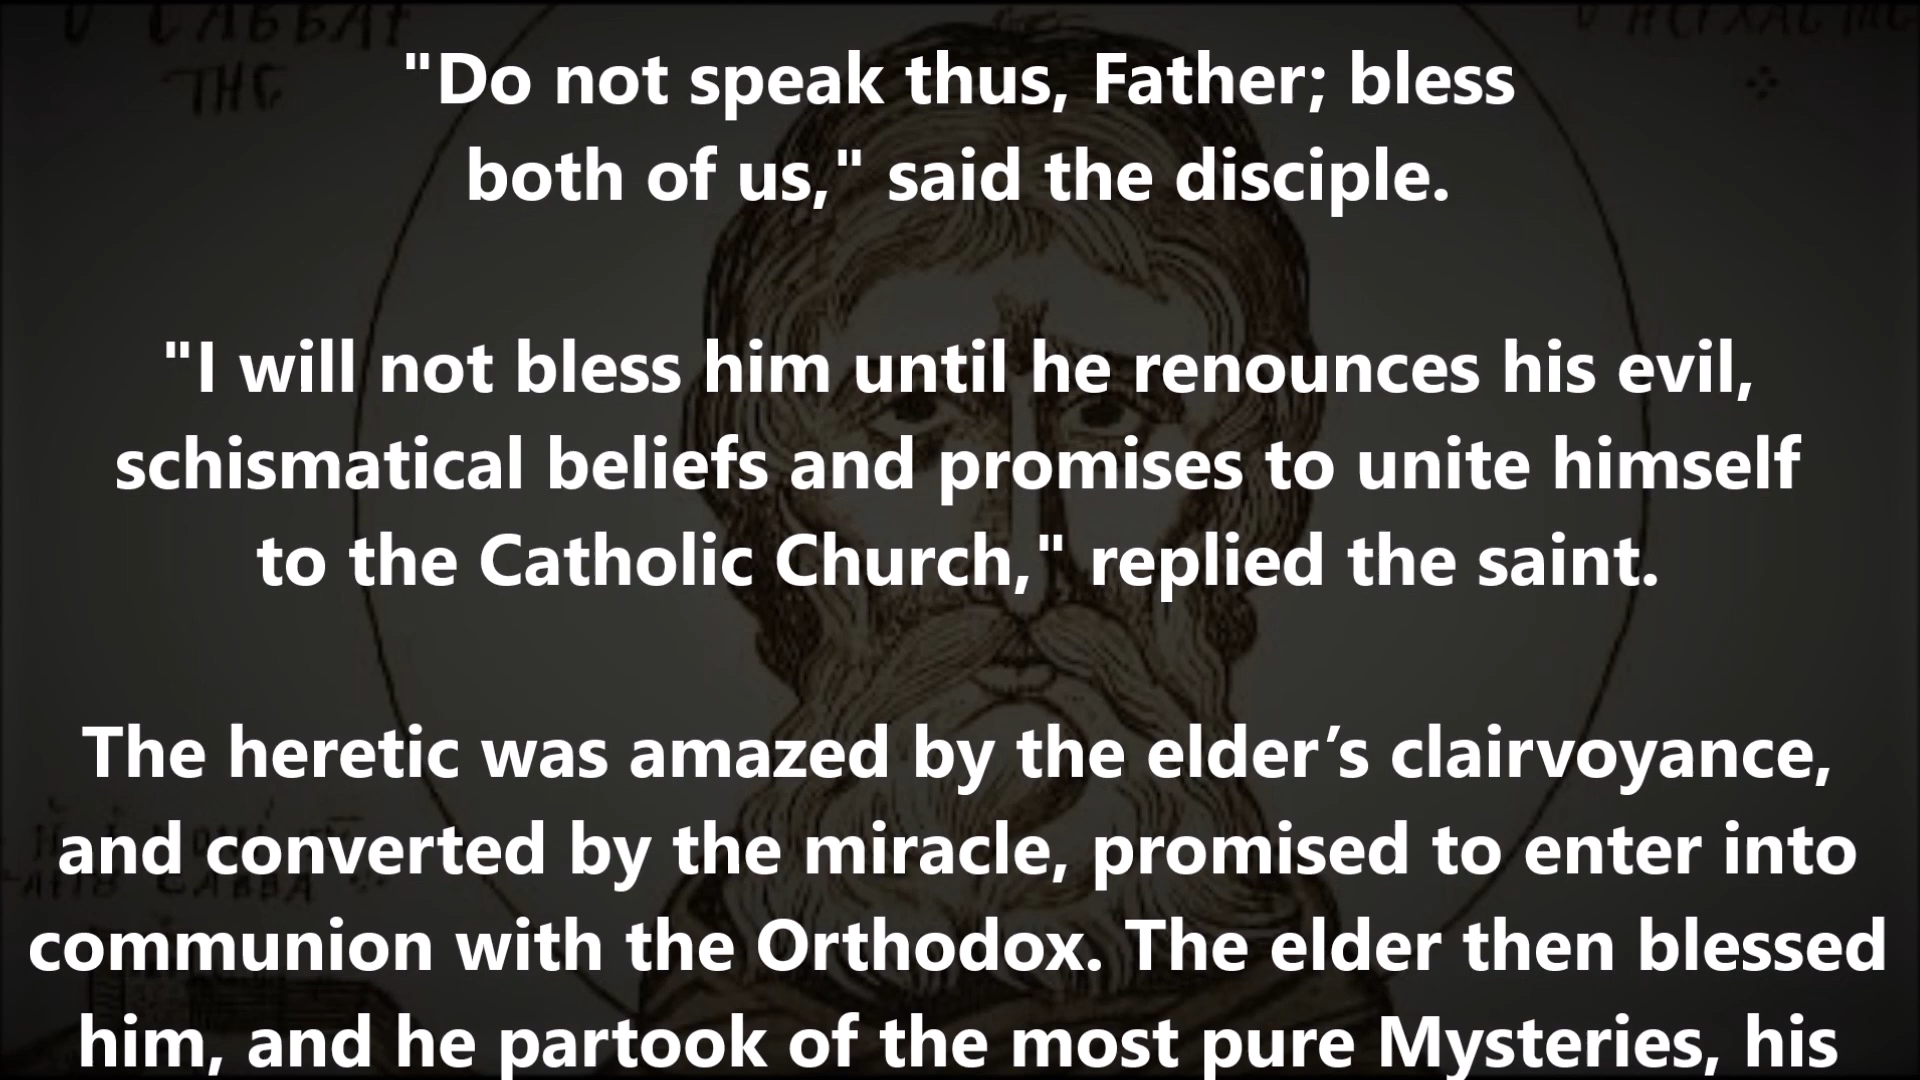 "Do not speak thus, Father; bless
both of us," said the disciple.
"I will not bless him until he renounces his evil,
schismatical beliefs and promises to unite himself
to the Catholic Church," replied the saint.
The heretic was amazed by the elder’s clairvoyance,
and converted by the miracle, promised to enter into
communion with the Orthodox. The elder then blessed
him, and he partook of the most pure Mysteries, his